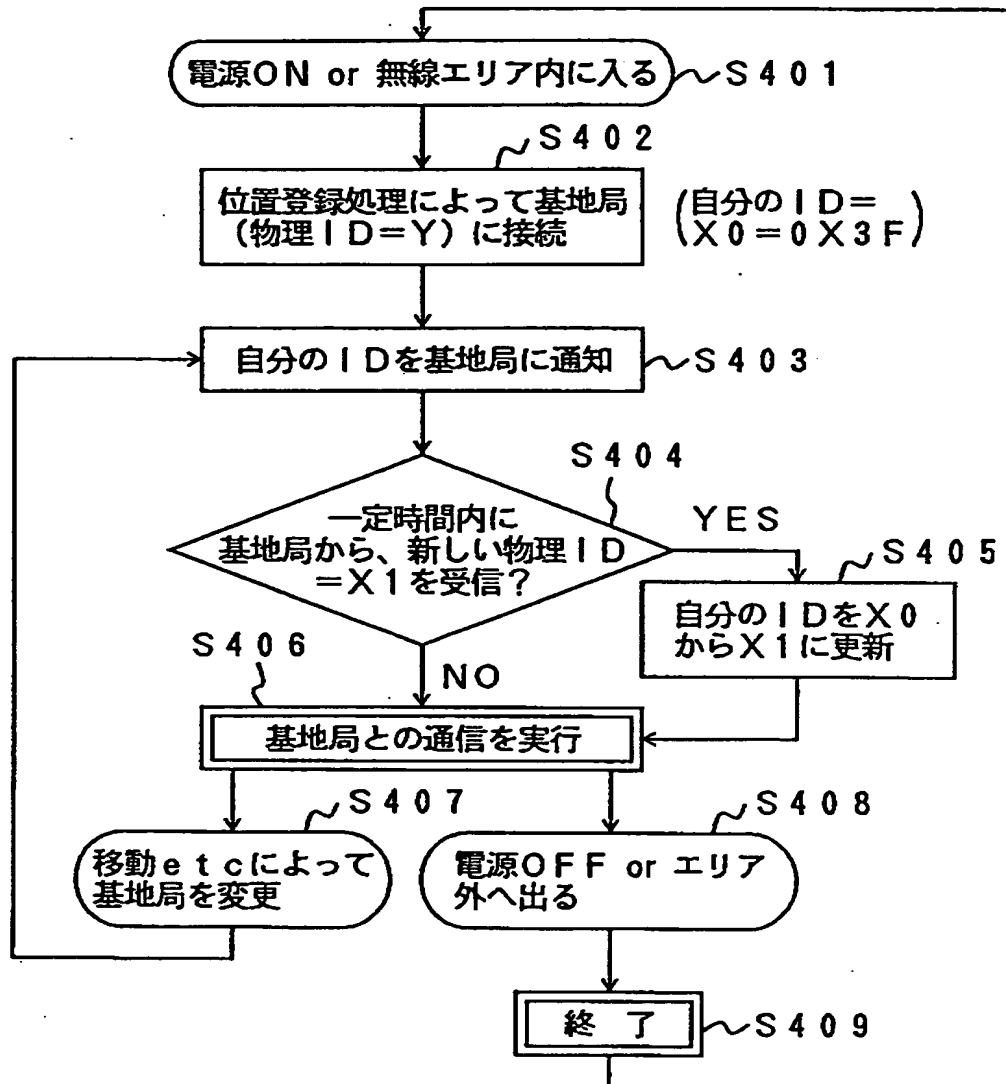 電源ON or 無線エリア内に入る
S401
S402
位置登録処理によって基地局
(物理ID=Y)に接続
(自分のID=
X0=0X3F)
自分のIDを基地局に通知
S403
S404
一定時間内に
基地局から、新しい物理ID
=X1を受信?
YES
S405
自分のIDをX0
からX1に更新
NO
S406
基地局との通信を実行
S407
移動etcによって
基地局を変更
S408
電源OFF or エリア
外へ出る
終 了
S409